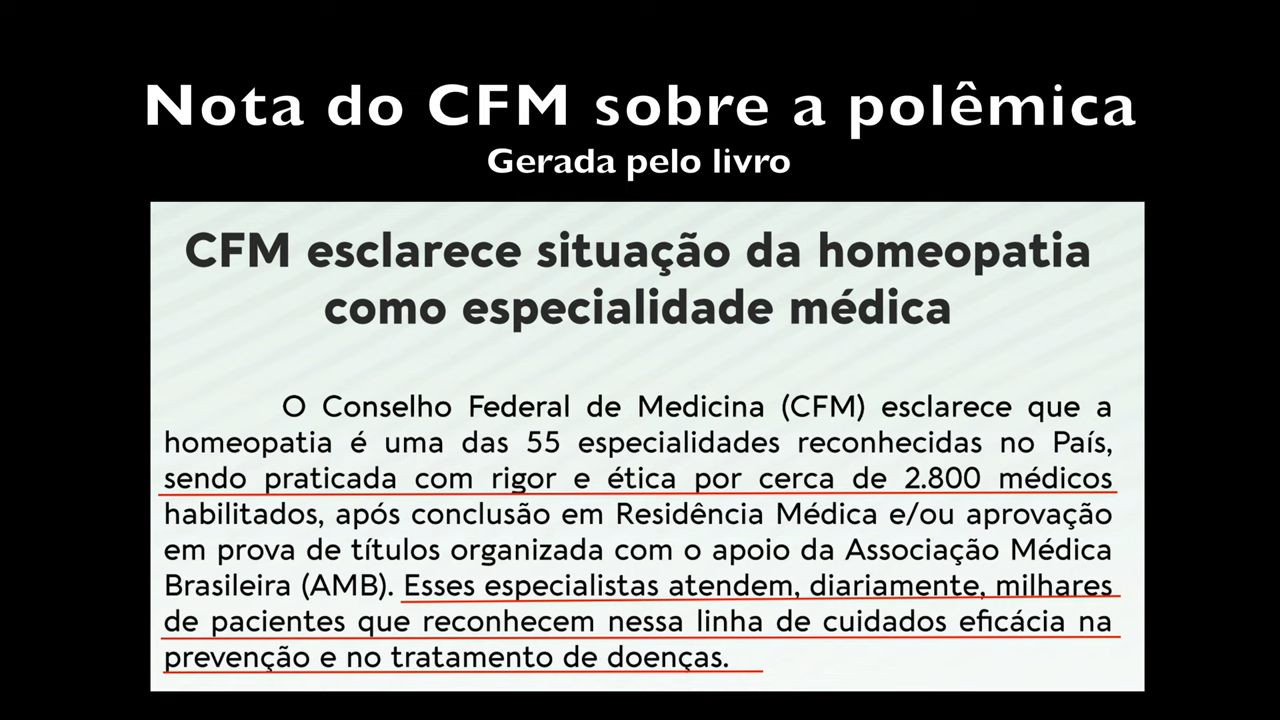 Nota do CFM sobre a polêmica
Gerada pelo livro
CFM esclarece situação da homeopatia
como especialidade médica
O Conselho Federal de Medicina (CFM) esclarece que a
homeopatia é uma das 55 especialidades reconhecidas no País,
sendo praticada com rigor e ética por cerca de 2.800 médicos
habilitados, após conclusão em Residência Médica e/ou aprovação
em prova de títulos organizada com o apoio da Associação Médica
Brasileira (AMB). Esses especialistas atendem, diariamente, milhares
de pacientes que reconhecem nessa linha de cuidados eficácia na
prevenção e no tratamento de doenças.